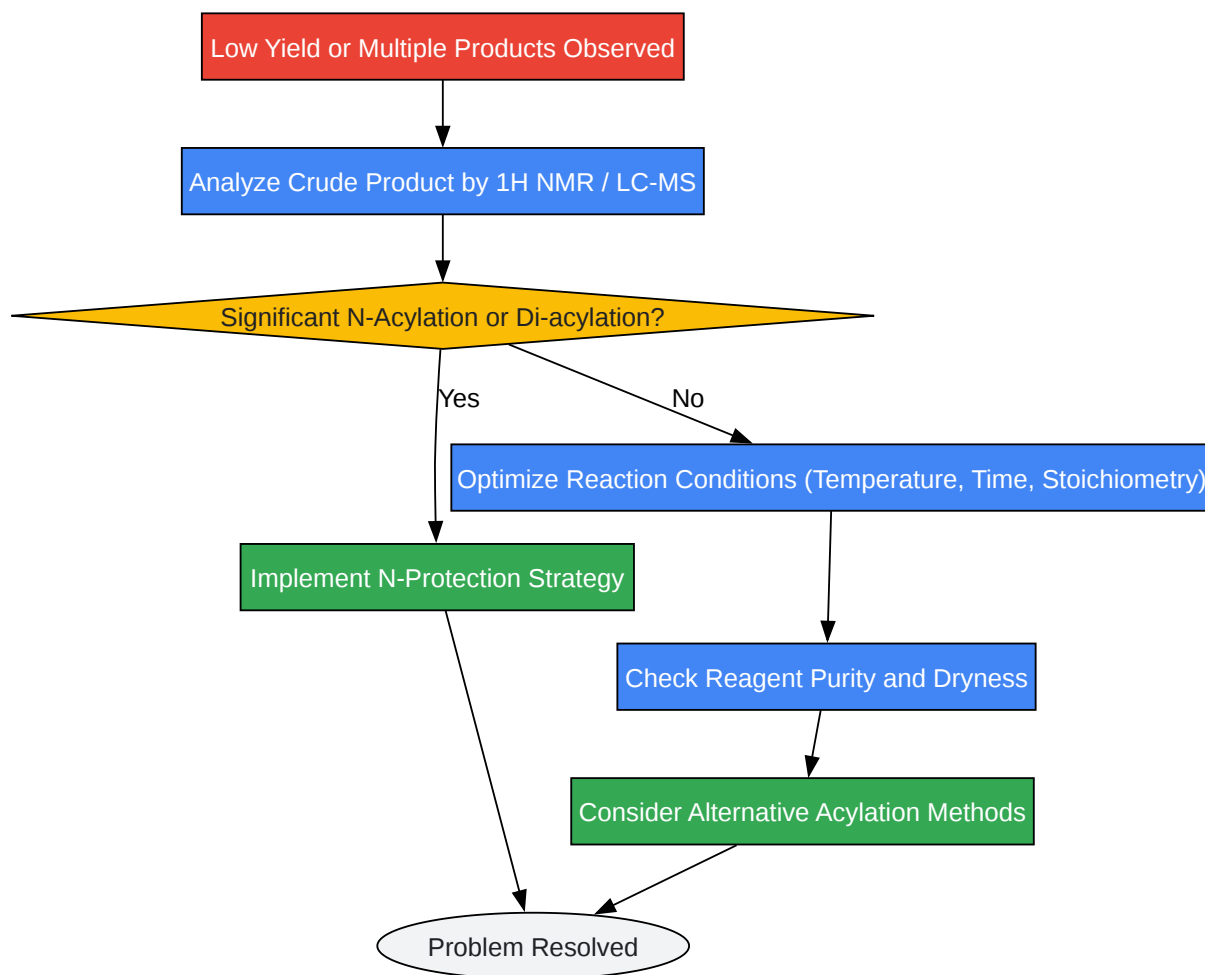 Low Yield or Multiple Products Observed
Analyze Crude Product by 1H NMR / LC-MS
Significant N-Acylation or Di-acylation?
Yes
No
Optimize Reaction Conditions (Temperature, Time, Stoichiometry)
Implement N-Protection Strategy
Check Reagent Purity and Dryness
Consider Alternative Acylation Methods
Problem Resolved